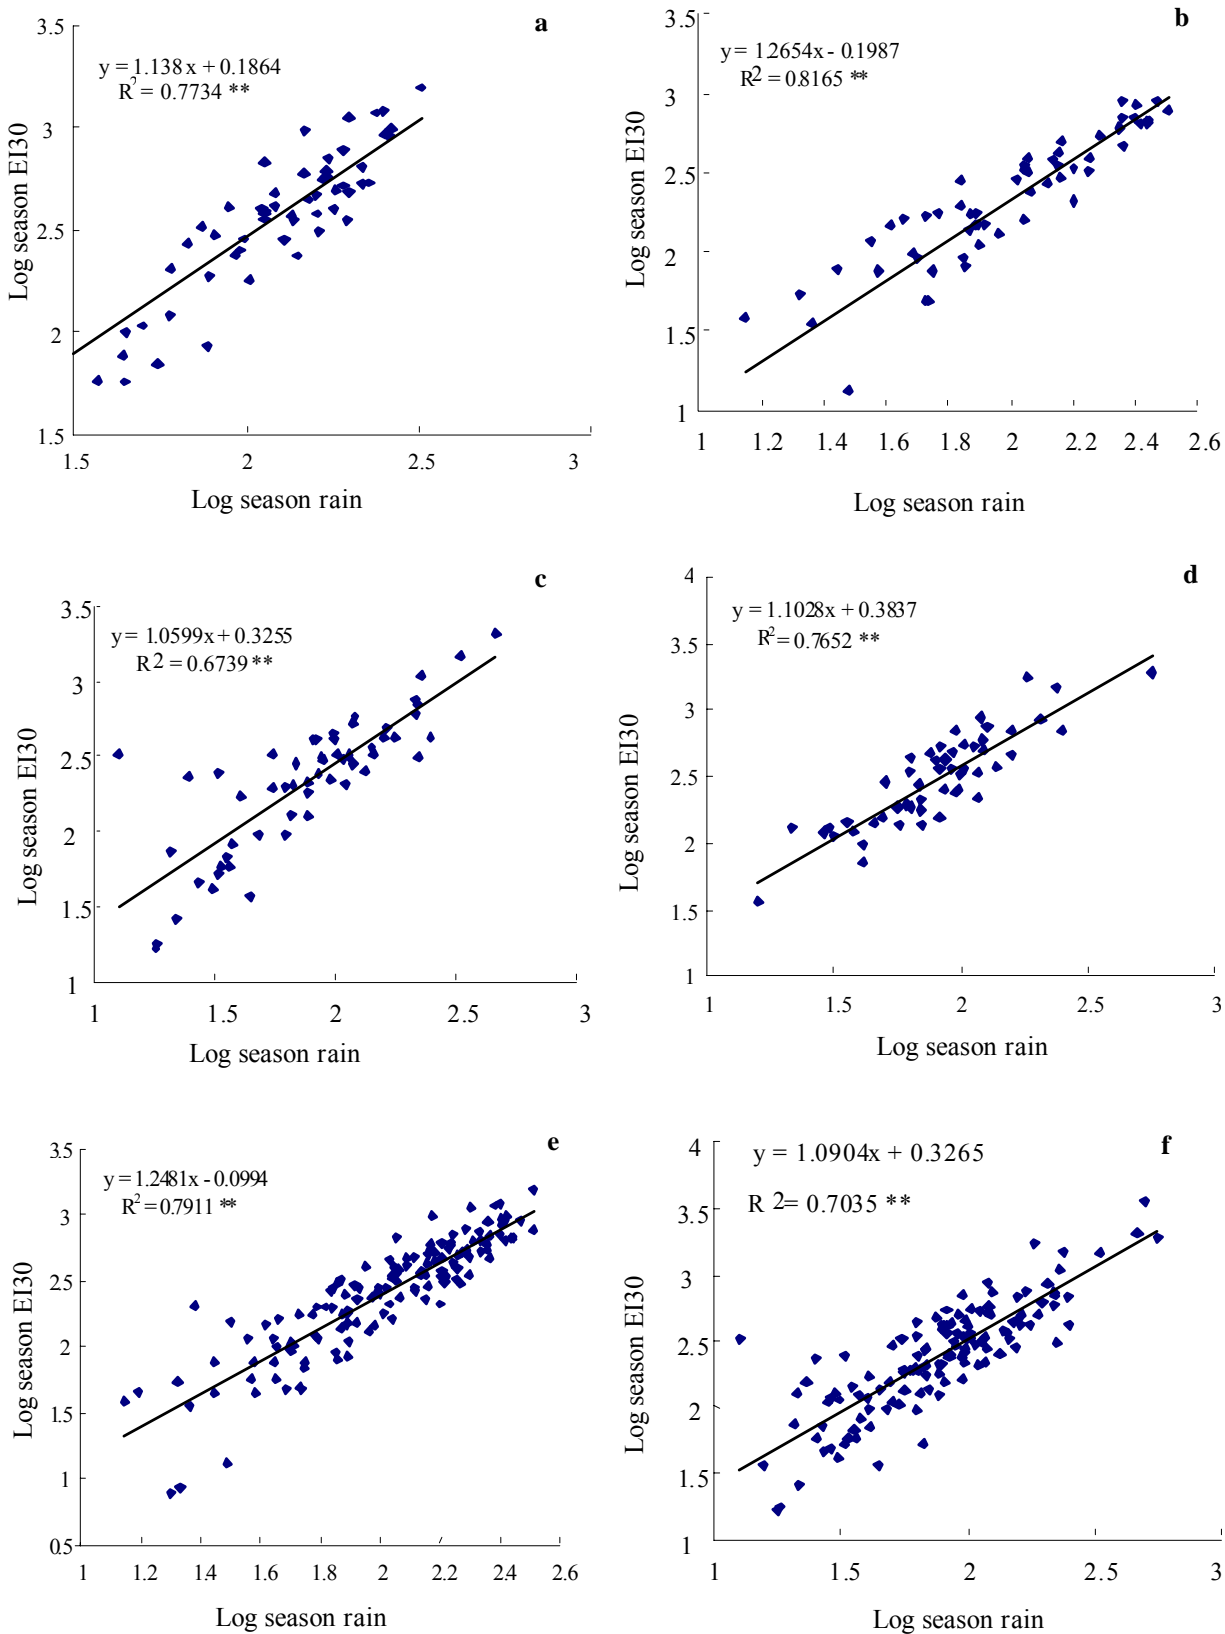 a
y = 1.138x + 0.1864
R² = 0.7734 **
Log season EI30
3.5
3
2.5
2
1.5
1.5 2 2.5 3
Log season rain
b
y = 1.2654x - 0.1987
R2 = 0.8165 **
Log season EI30
3.5
3
2.5
2
1.5
1
1 1.2 1.4 1.6 1.8 2 2.2 2.4 2.6
Log season rain
c
y = 1.0599x + 0.3255
R2 = 0.6739 **
Log season EI30
3.5
3
2.5
2
1.5
1
1 1.5 2 2.5 3
Log season rain
d
y = 1.1028x + 0.3837
R² = 0.7652 **
Log season EI30
4
3.5
3
2.5
2
1.5
1
1 1.5 2 2.5 3
Log season rain
e
y = 1.2481x - 0.0994
R² = 0.7911 **
Log season EI30
3.5
3
2.5
2
1.5
1
0.5
1 1.2 1.4 1.6 1.8 2 2.2 2.4 2.6
Log season rain
f
y = 1.0904x + 0.3265
R 2= 0.7035 **
Log season EI30
4
3.5
3
2.5
2
1.5
1
1 1.5 2 2.5 3
Log season rain